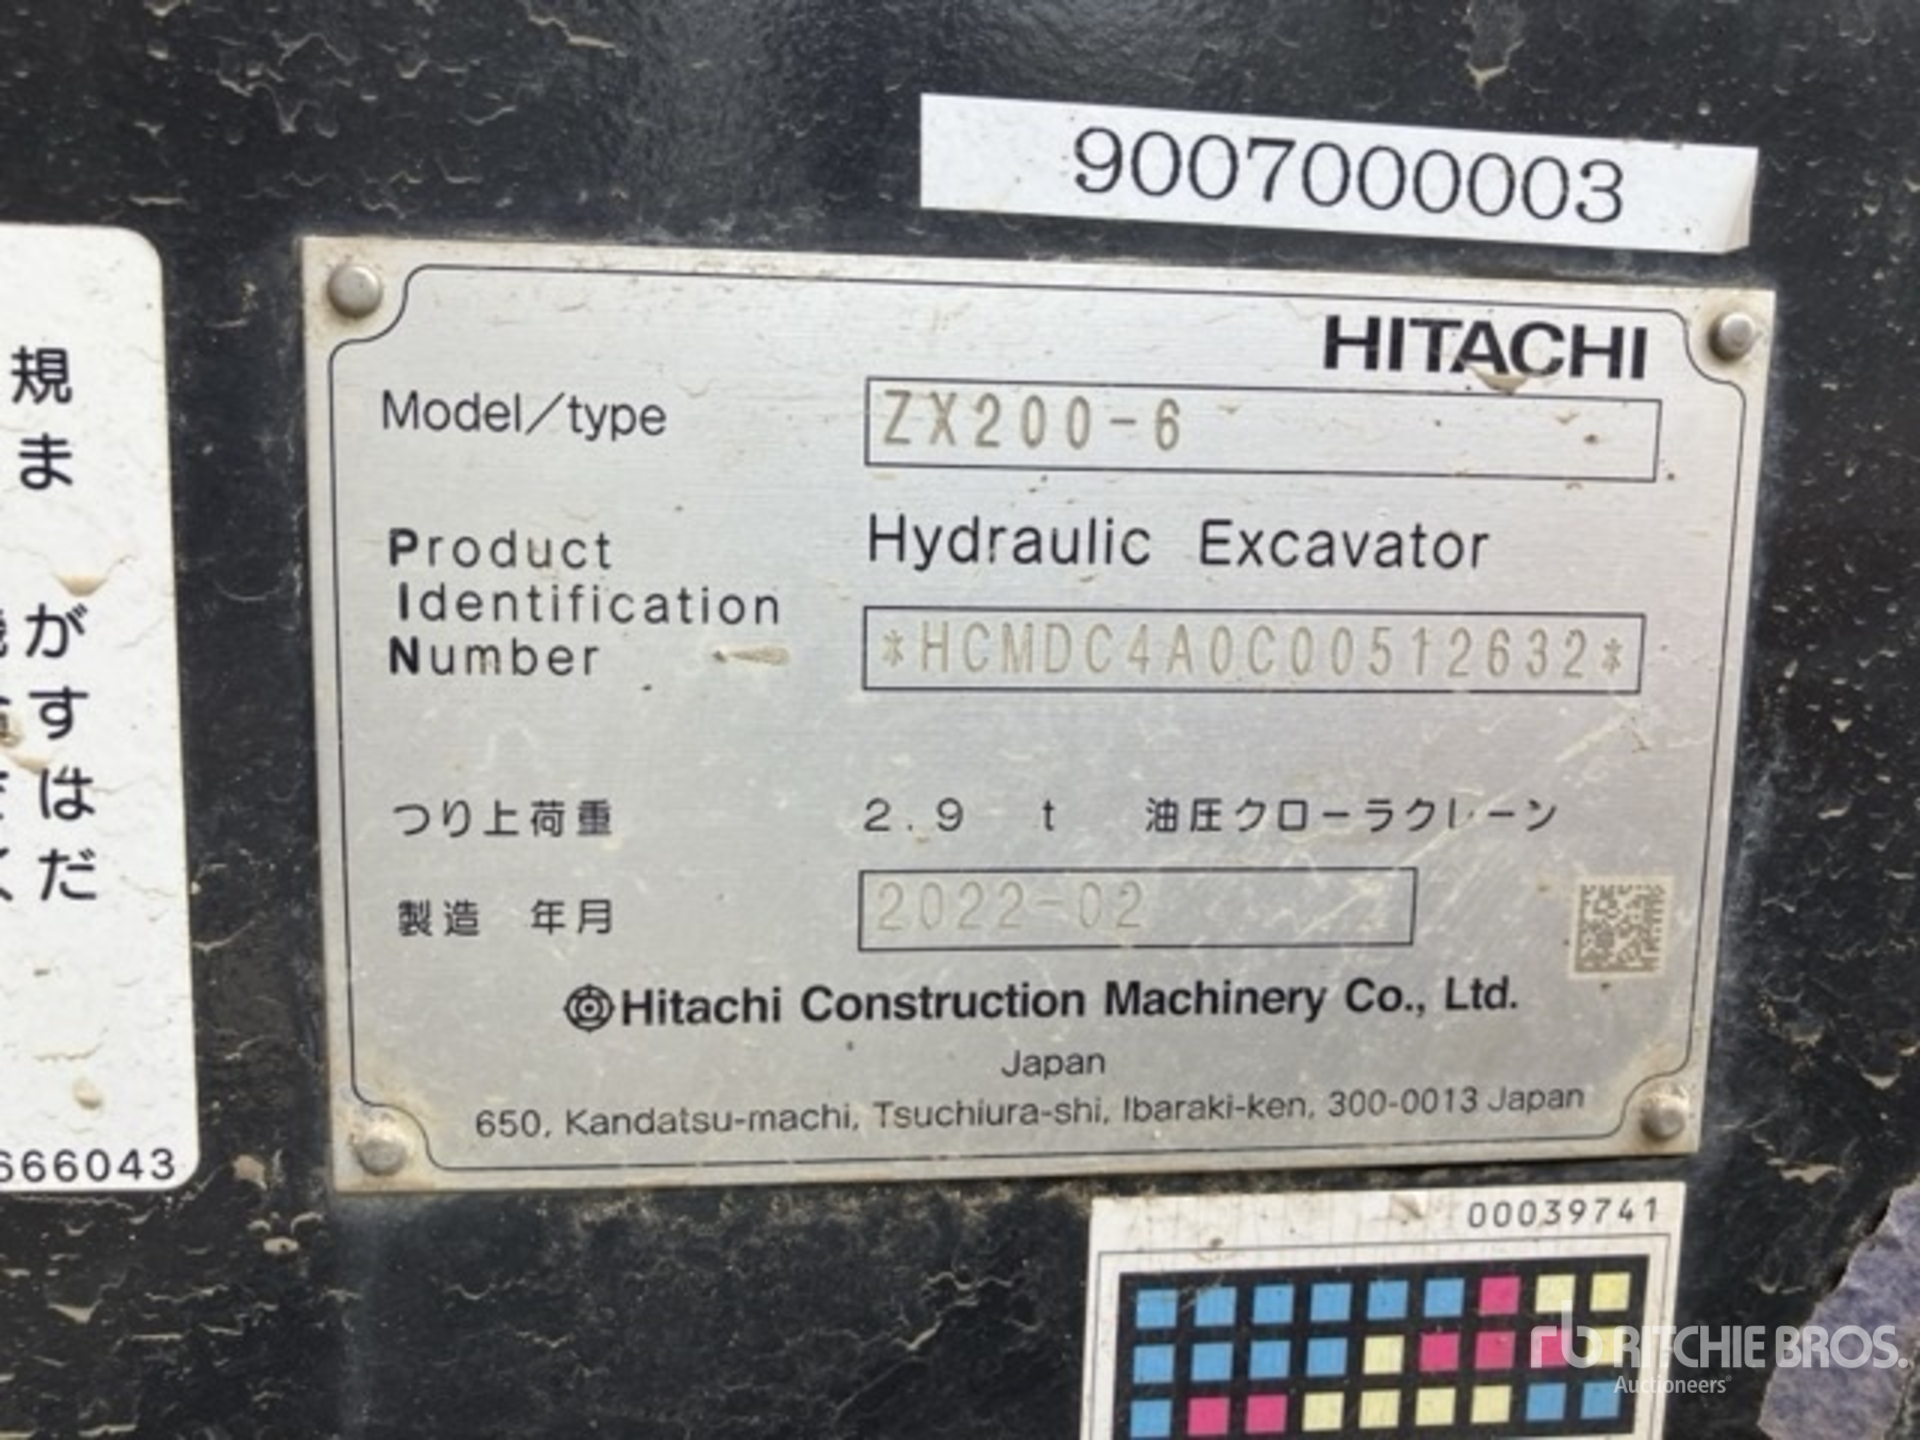 9007000003
規
ま
が
す
は
だ
666043
HITACHI
Model/type ZX200-6
Product Hydraulic Excavator
Identification
Number *HCMDC4A0C00512632*
つり上荷重 2.9 t 油圧クローラクレーン
製造 年月 2022-02
Hitachi Construction Machinery Co., Ltd.
Japan
650, Kandatsu-machi, Tsuchiura-shi, Ibaraki-ken, 300-0013 Japan
00039741
rb RITCHIE BROS.
Auctioneers